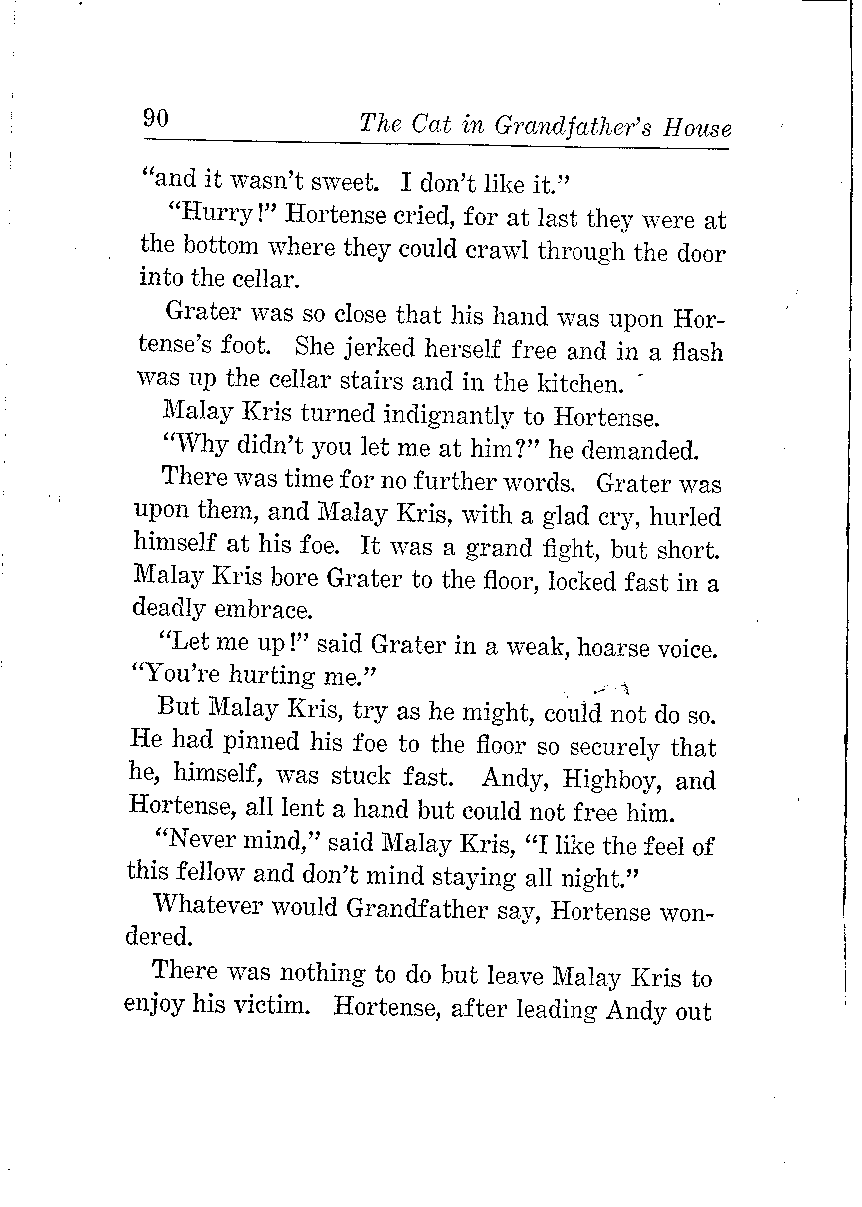 90 The Cat in Grandfather's House
“and it wasn't sweet. I don't like it.”
“Hurry!” Hortense cried, for at last they were at
the bottom where they could crawl through the door
into the cellar.
Grater was so close that his hand was upon Hor-
tense's foot. She jerked herself free and in a flash
was up the cellar stairs and in the kitchen.
Malay Kris turned indignantly to Hortense.
“Why didn't you let me at him?” he demanded.
There was time for no further words. Grater was
upon them, and Malay Kris, with a glad cry, hurled
himself at his foe. It was a grand fight, but short.
Malay Kris bore Grater to the floor, locked fast in a
deadly embrace.
“Let me up!” said Grater in a weak, hoarse voice.
“You're hurting me.”
But Malay Kris, try as he might, could not do so.
He had pinned his foe to the floor so securely that
he, himself, was stuck fast. Andy, Highboy, and
Hortense, all lent a hand but could not free him.
“Never mind,” said Malay Kris, “I like the feel of
this fellow and don't mind staying all night.”
Whatever would Grandfather say, Hortense won-
dered.
There was nothing to do but leave Malay Kris to
enjoy his victim. Hortense, after leading Andy out